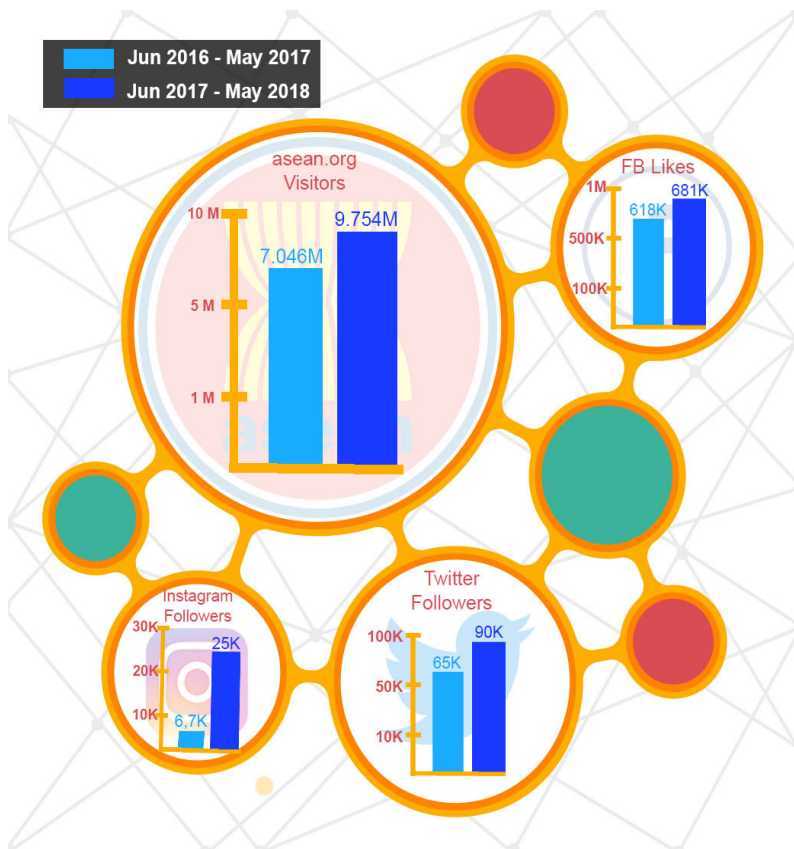 Jun 2016 - May 2017
Jun 2017 - May 2018
asean.org
Visitors
10 M
5 M
1 M
7.046M
9.754M
asean
FB Likes
1M
500K
100K
618K
681K
Instagram
Followers
30K
20K
10K
6,7K
25K
Twitter
Followers
100K
50K
10K
65K
90K